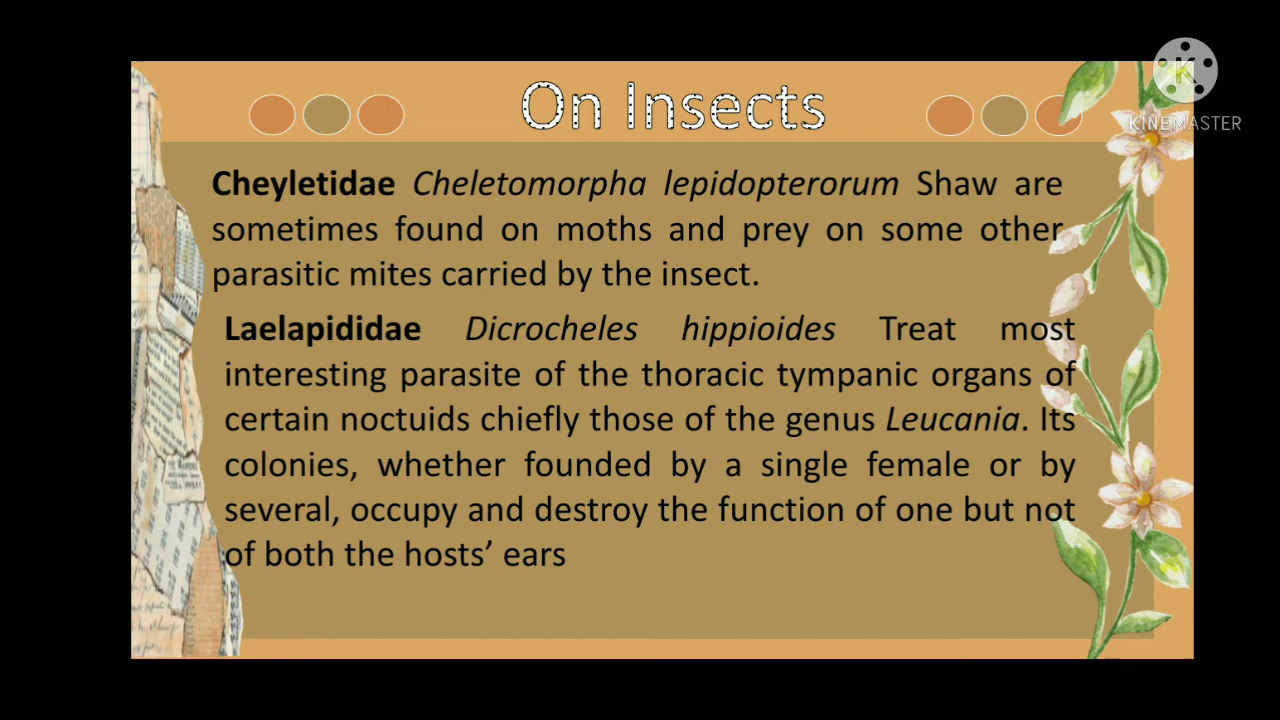 On Insects
K
KINEMASTER
Cheyletidae Cheletomorpha lepidopterorum Shaw are
sometimes found on moths and prey on some other
parasitic mites carried by the insect.
Laelapididae Dicrocheles hippioides Treat most
interesting parasite of the thoracic tympanic organs of
certain noctuids chiefly those of the genus Leucania. Its
colonies, whether founded by a single female or by
several, occupy and destroy the function of one but not
of both the hosts’ ears